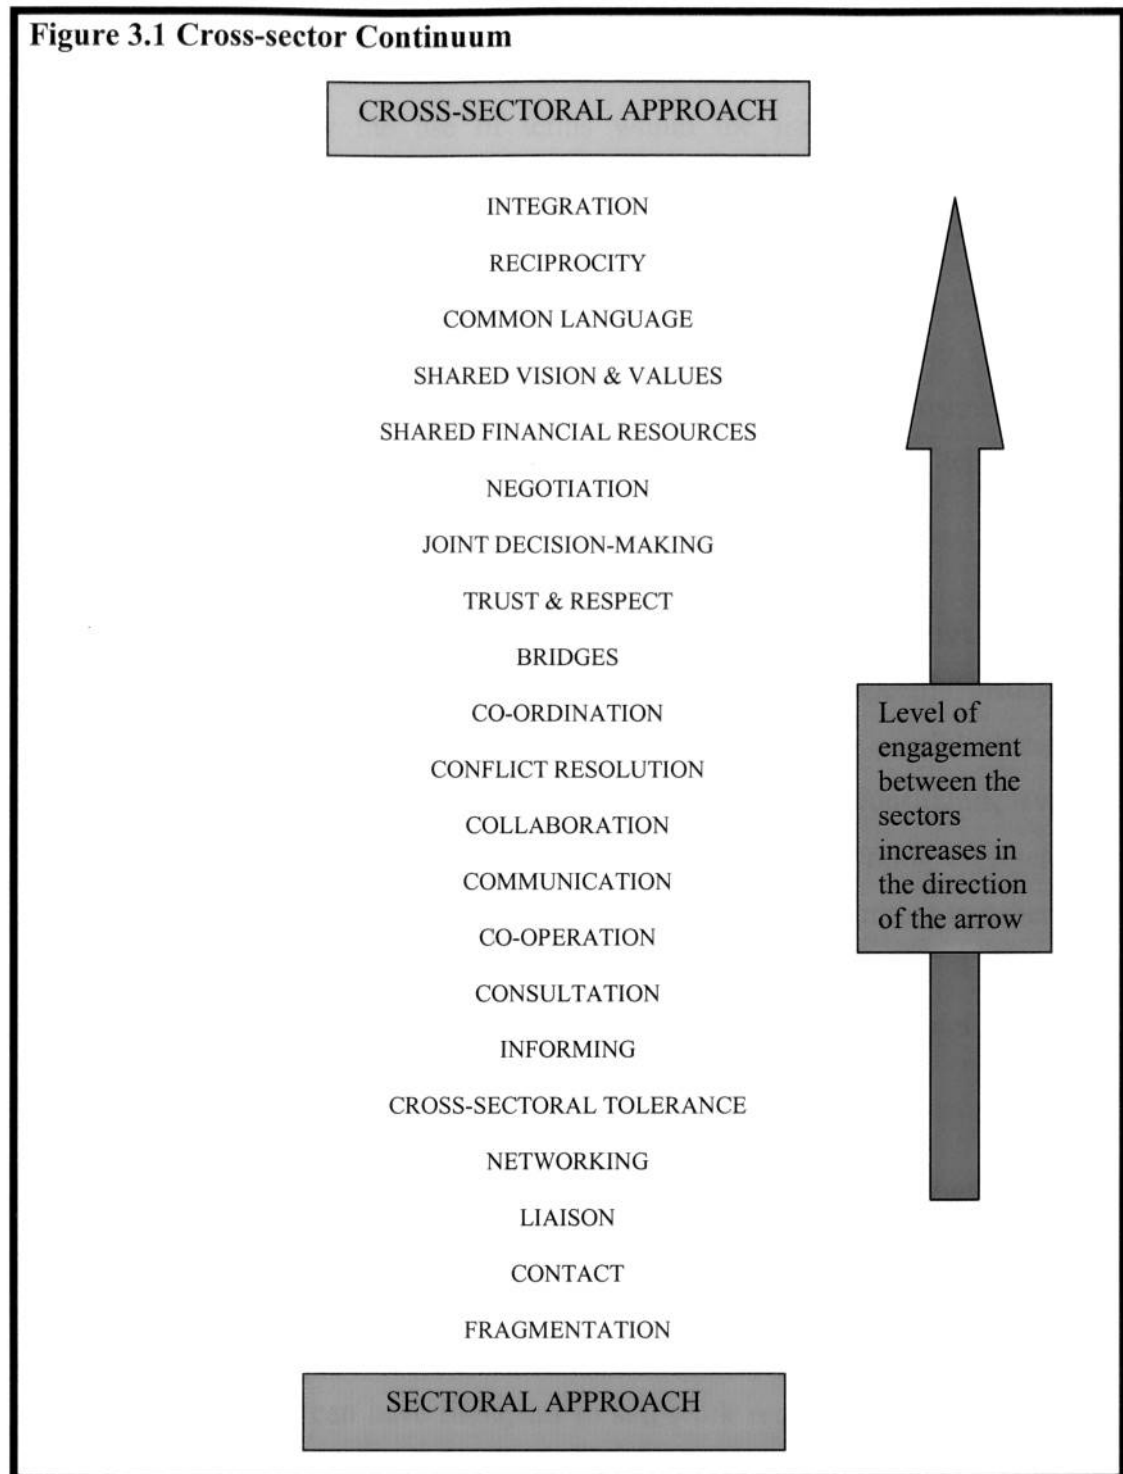 Figure 3.1 Cross-sector Continuum
CROSS-SECTORAL APPROACH
INTEGRATION
RECIPROCITY
COMMON LANGUAGE
SHARED VISION & VALUES
SHARED FINANCIAL RESOURCES
NEGOTIATION
JOINT DECISION-MAKING
TRUST & RESPECT
BRIDGES
CO-ORDINATION
CONFLICT RESOLUTION
COLLABORATION
COMMUNICATION
CO-OPERATION
CONSULTATION
INFORMING
CROSS-SECTORAL TOLERANCE
NETWORKING
LIAISON
CONTACT
FRAGMENTATION
SECTORAL APPROACH
Level of
engagement
between the
sectors
increases in
the direction
of the arrow